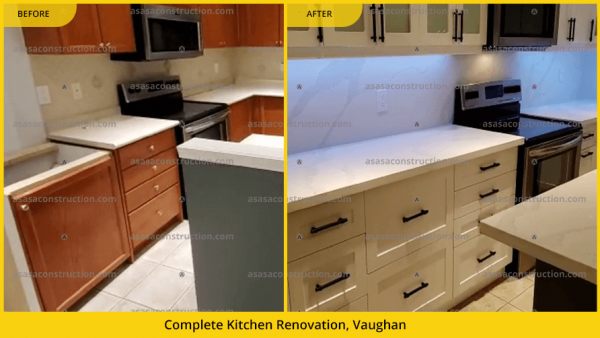 BEFORE
AFTER
asasaconstruction.com
Complete Kitchen Renovation, Vaughan